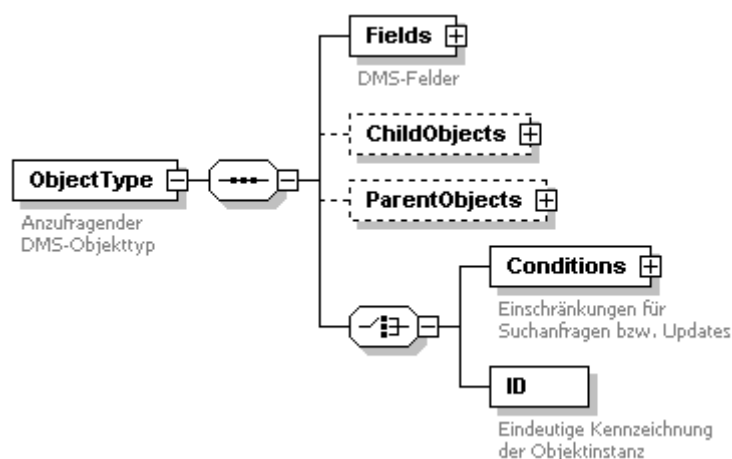 Fields
DMS-Felder
ChildObjects
ObjectType
Anzufragender
DMS-Objekttyp
ParentObjects
Conditions
Einschränkungen für
Suchanfragen bzw. Updates
ID
Eindeutige Kennzeichnung
der Objektinstanz